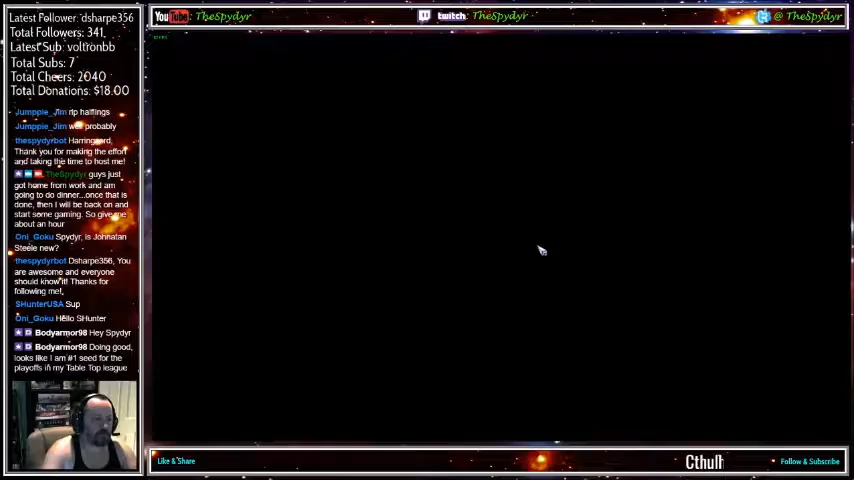 Latest Follower: dsharpe356
Total Followers: 341
Latest Sub: voltronbb
Total Subs: 7
Total Cheers: 2040
Total Donations: $18.00
Jumppie_Jim rip halflings
Jumppie_Jim well probably
thespydyrbot Harringzord,
Thank you for making the effort
and taking the time to host me!
TheSpydyr guys just
got home from work and am
going to do dinner...once that is
done, then I will be back on and
start some gaming. So give me
about an hour
Oni_Goku Spydyr, is Johnatan
Steele new?
thespydyrbot Dsharpe356, You
are awesome and everyone
should know it! Thanks for
following me!,
SHunterUSA Sup
Oni_Goku Hello SHunter
Bodyarmor98 Hey Spydyr
Bodyarmor98 Doing good,
looks like I am #1 seed for the
playoffs in my Table Top league
YouTube TheSpydyr
twitch TheSpydyr
@ TheSpydyr
Like & Share
Cthulh
Follow & Subscribe